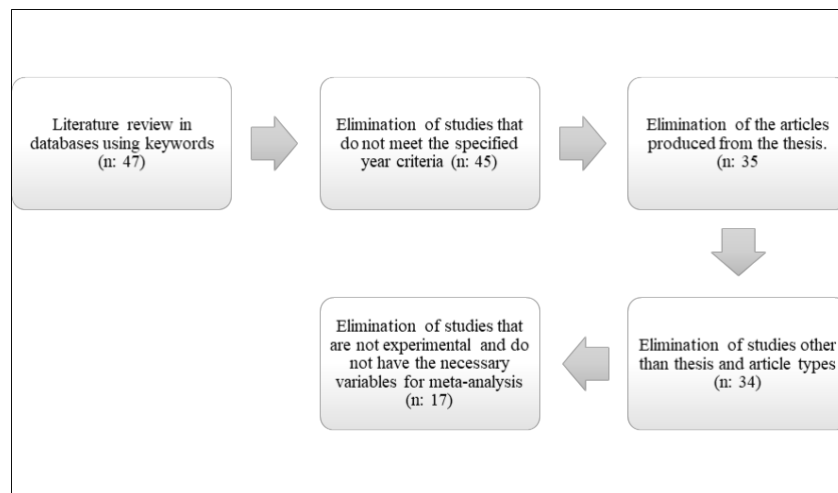 Literature review in
databases using keywords
(n: 47)
Elimination of studies that
do not meet the specified
year criteria (n: 45)
Elimination of the articles
produced from the thesis.
(n: 35
Elimination of studies other
than thesis and article types
(n: 34)
Elimination of studies that
are not experimental and do
not have the necessary
variables for meta-analysis
(n: 17)